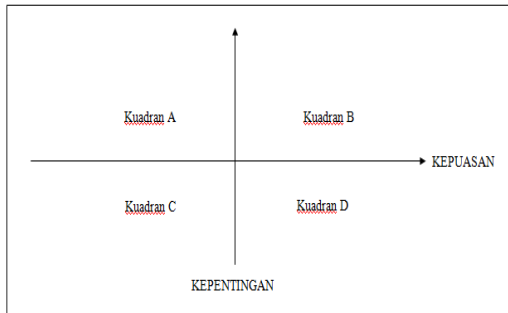 Kuadran A
Kuadran B
KEPUASAN
Kuadran C
Kuadran D
KEPENTINGAN